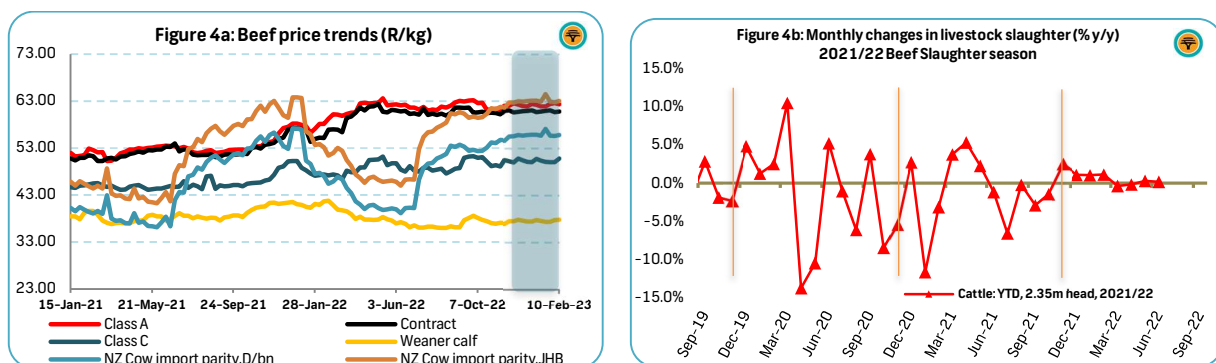 Figure 4a: Beef price trends (R/kg)
73.00
63.00
53.00
43.00
33.00
23.00
15-Jan-21 21-May-21 24-Sep-21 28-Jan-22 3-Jun-22 7-Oct-22 10-Feb-23
Class A Contract
Class C Weaner calf
NZ Cow import parity,D/bn NZ Cow import parity,JHB
Figure 4b: Monthly changes in livestock slaughter (% y/y)
2021/22 Beef Slaughter season
15.0%
10.0%
5.0%
0.0%
-5.0%
-10.0%
-15.0%
Cattle: YTD, 2.35m head, 2021/22
Sep-19 Dec-19 Mar-20 Jun-20 Sep-20 Dec-20 Mar-21 Jun-21 Sep-21 Dec-21 Mar-22 Jun-22 Sep-22